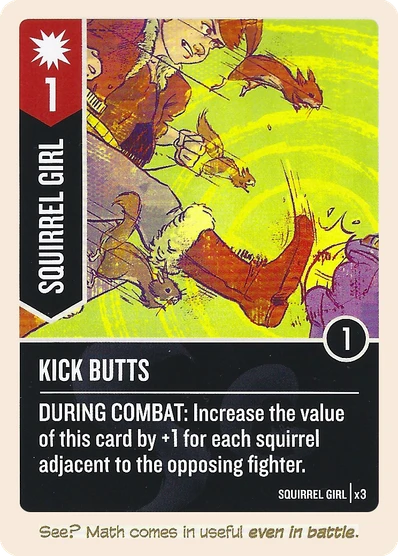 1
SQUIRREL GIRL
1
KICK BUTTS
DURING COMBAT: Increase the value
of this card by +1 for each squirrel
adjacent to the opposing fighter.
SQUIRREL GIRL | x3
See? Math comes in useful even in battle.